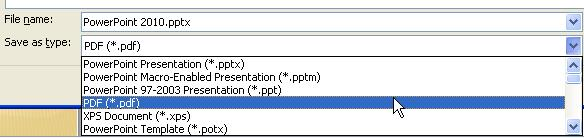 File name: PowerPoint 2010.pptx
Save as type: PDF (*.pdf)
PowerPoint Presentation (*.pptx)
PowerPoint Macro-Enabled Presentation (*.pptm)
PowerPoint 97-2003 Presentation (*.ppt)
PDF (*.pdf)
XPS Document (*.xps)
PowerPoint Template (*.potx)